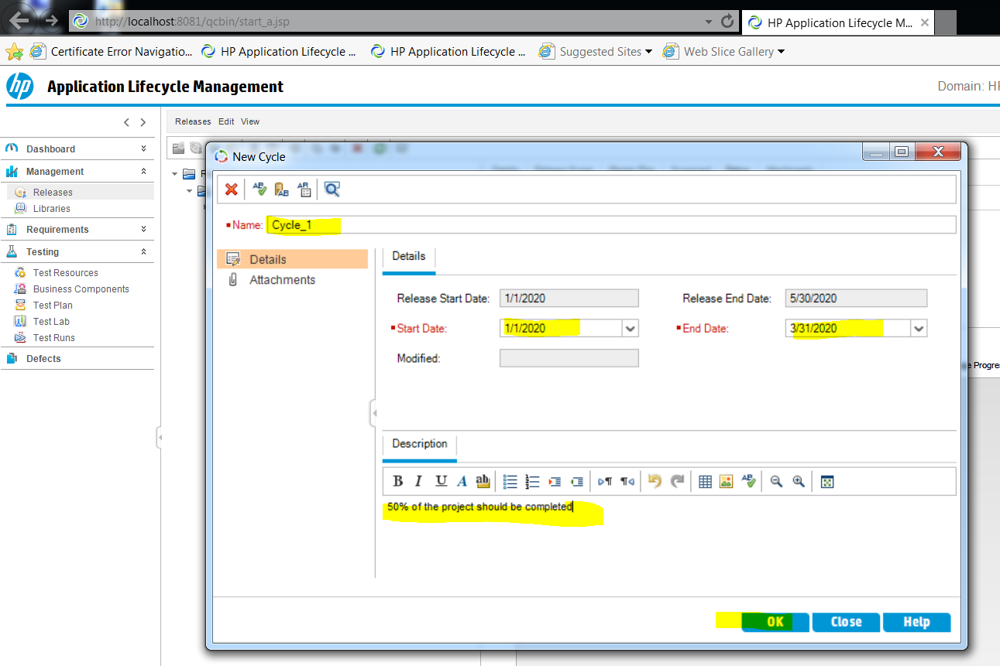 http://localhost:8081/qcbin/start_a.jsp
HP Application Lifecycle M...
Certificate Error Navigatio...
HP Application Lifecycle ...
HP Application Lifecycle ...
Suggested Sites
Web Slice Gallery
hp
Application Lifecycle Management
Domain: HP
Releases Edit View
Dashboard
Management
Releases
Libraries
Requirements
Testing
Test Resources
Business Components
Test Plan
Test Lab
Test Runs
Defects
New Cycle
Name: Cycle_1
Details
Attachments
Details
Release Start Date: 1/1/2020
Release End Date: 5/30/2020
Start Date: 1/1/2020
End Date: 3/31/2020
Modified:
e Progre
Description
B I U A ab
50% of the project should be completed
OK Close Help